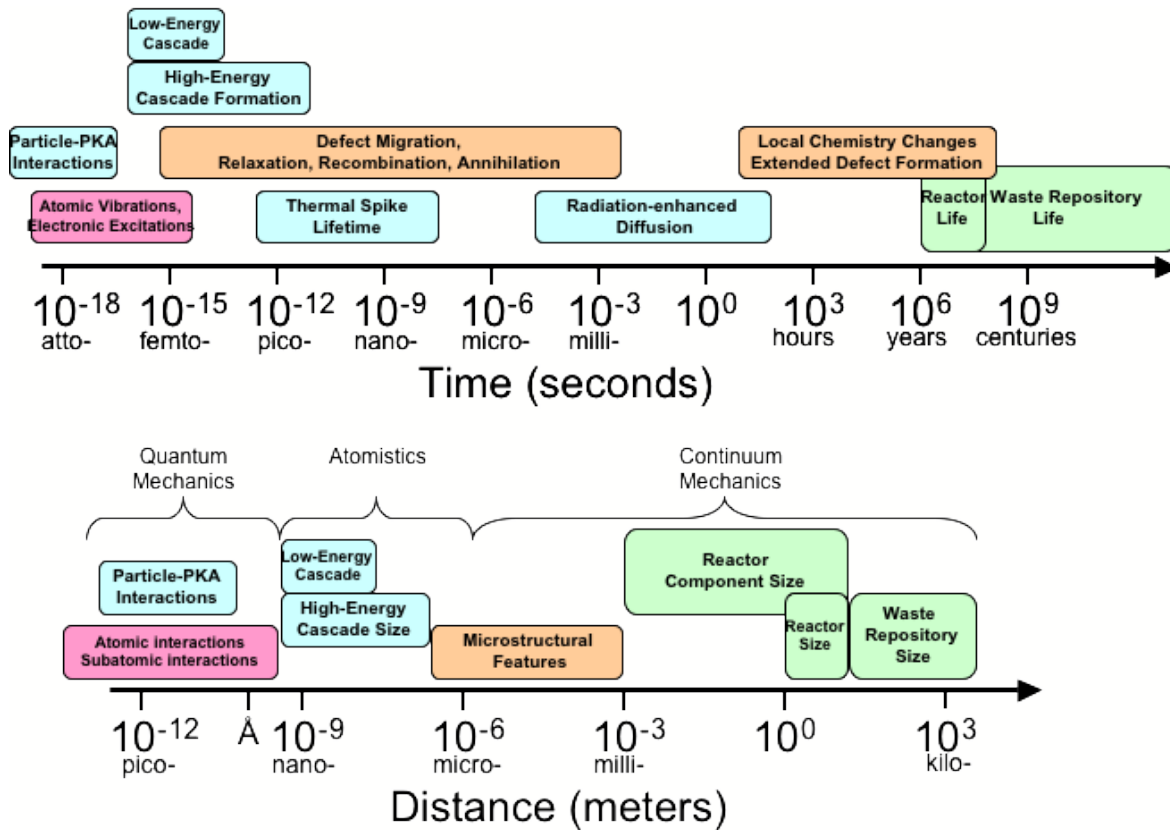 Low-Energy
Cascade
High-Energy
Cascade Formation
Particle-PKA
Interactions
Defect Migration,
Relaxation, Recombination, Annihilation
Local Chemistry Changes
Extended Defect Formation
Atomic Vibrations,
Electronic Excitations
Thermal Spike
Lifetime
Radiation-enhanced
Diffusion
Reactor
Life
Waste Repository
Life
10-18 10-15 10-12 10-9 10-6 10-3 100 103 106 109
atto- femto- pico- nano- micro- milli- hours years centuries
Time (seconds)
Quantum
Mechanics
Atomistics
Continuum
Mechanics
Particle-PKA
Interactions
Low-Energy
Cascade
High-Energy
Cascade Size
Reactor
Component Size
Reactor
Size
Waste
Repository
Size
Atomic interactions
Subatomic interactions
Microstructural
Features
10-12 Å 10-9 10-6 10-3 100 103
pico- nano- micro- milli- kilo-
Distance (meters)